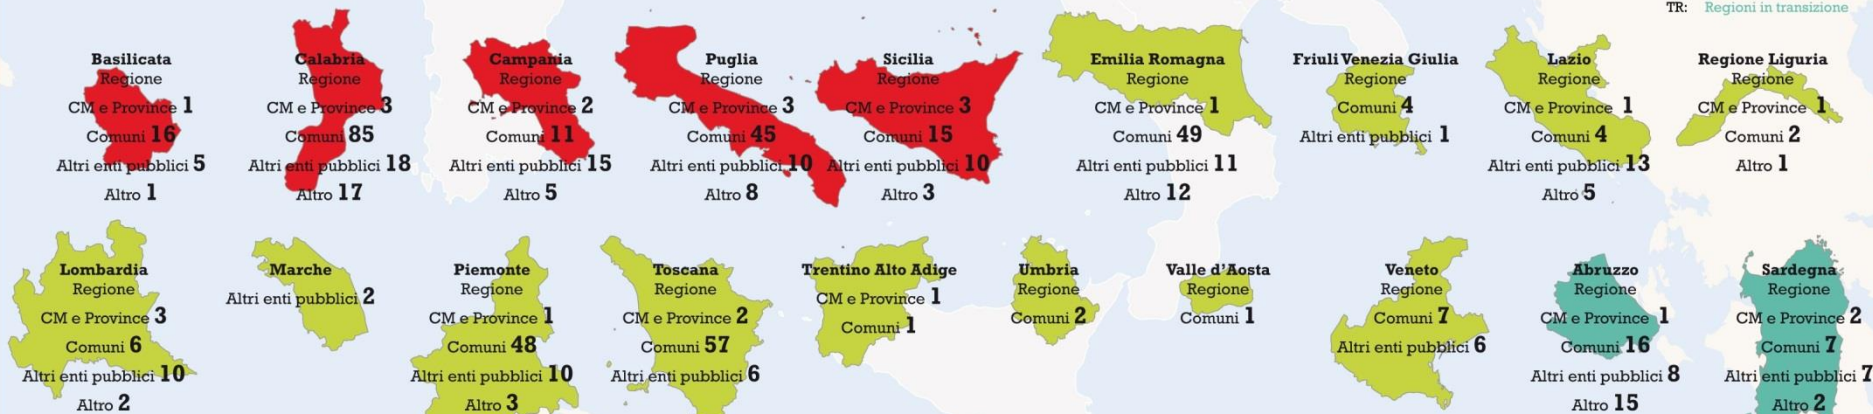 TR: Regioni in transizione
Basilicata
Regione
CM e Province 1
Comuni 16
Altri enti pubblici 5
Altro 1
Calabria
Regione
CM e Province 3
Comuni 85
Altri enti pubblici 18
Altro 17
Campania
Regione
CM e Province 2
Comuni 11
Altri enti pubblici 15
Altro 5
Puglia
Regione
CM e Province 3
Comuni 45
Altri enti pubblici 10
Altro 8
Sicilia
Regione
CM e Province 3
Comuni 15
Altri enti pubblici 10
Altro 3
Emilia Romagna
Regione
CM e Province 1
Comuni 49
Altri enti pubblici 11
Altro 12
Friuli Venezia Giulia
Regione
Comuni 4
Altri enti pubblici 1
Lazio
Regione
CM e Province 1
Comuni 4
Altri enti pubblici 13
Altro 5
Regione Liguria
Regione
CM e Province 1
Comuni 2
Altro 1
Lombardia
Regione
CM e Province 3
Comuni 6
Altri enti pubblici 10
Altro 2
Marche
Altri enti pubblici 2
Piemonte
Regione
CM e Province 1
Comuni 48
Altri enti pubblici 10
Altro 3
Toscana
Regione
CM e Province 2
Comuni 57
Altri enti pubblici 6
Trentino Alto Adige
CM e Province 1
Comuni 1
Umbria
Regione
Comuni 2
Valle d'Aosta
Regione
Comuni 1
Veneto
Regione
Comuni 7
Altri enti pubblici 6
Abruzzo
Regione
CM e Province 1
Comuni 16
Altri enti pubblici 8
Altro 15
Sardegna
Regione
CM e Province 2
Comuni 7
Altri enti pubblici 7
Altro 2